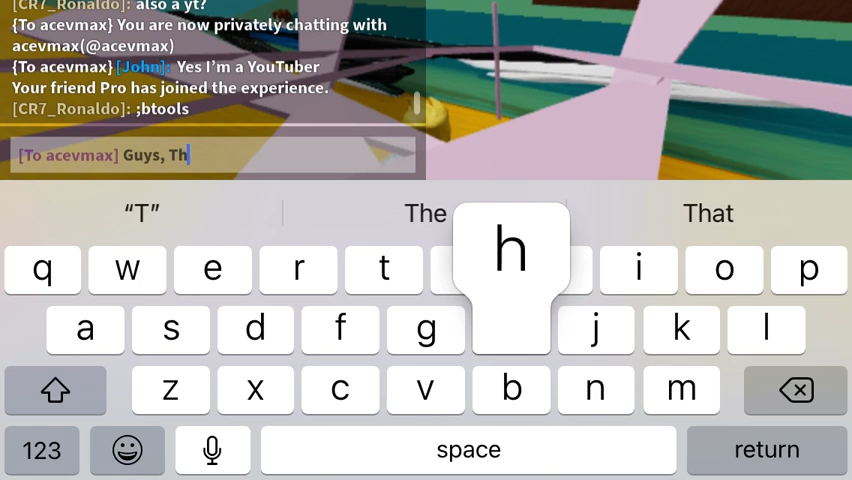 [CR7_Ronaldo]: also a yt?
{To acevmax} You are now privately chatting with
acevmax(@acevmax)
{To acevmax} [John]: Yes I'm a YouTuber
Your friend Pro has joined the experience.
[CR7_Ronaldo]: ;btools
[To acevmax] Guys, Th
“T” The That
q w e r t h i o p
a s d f g j k l
z x c v b n m
123 space return